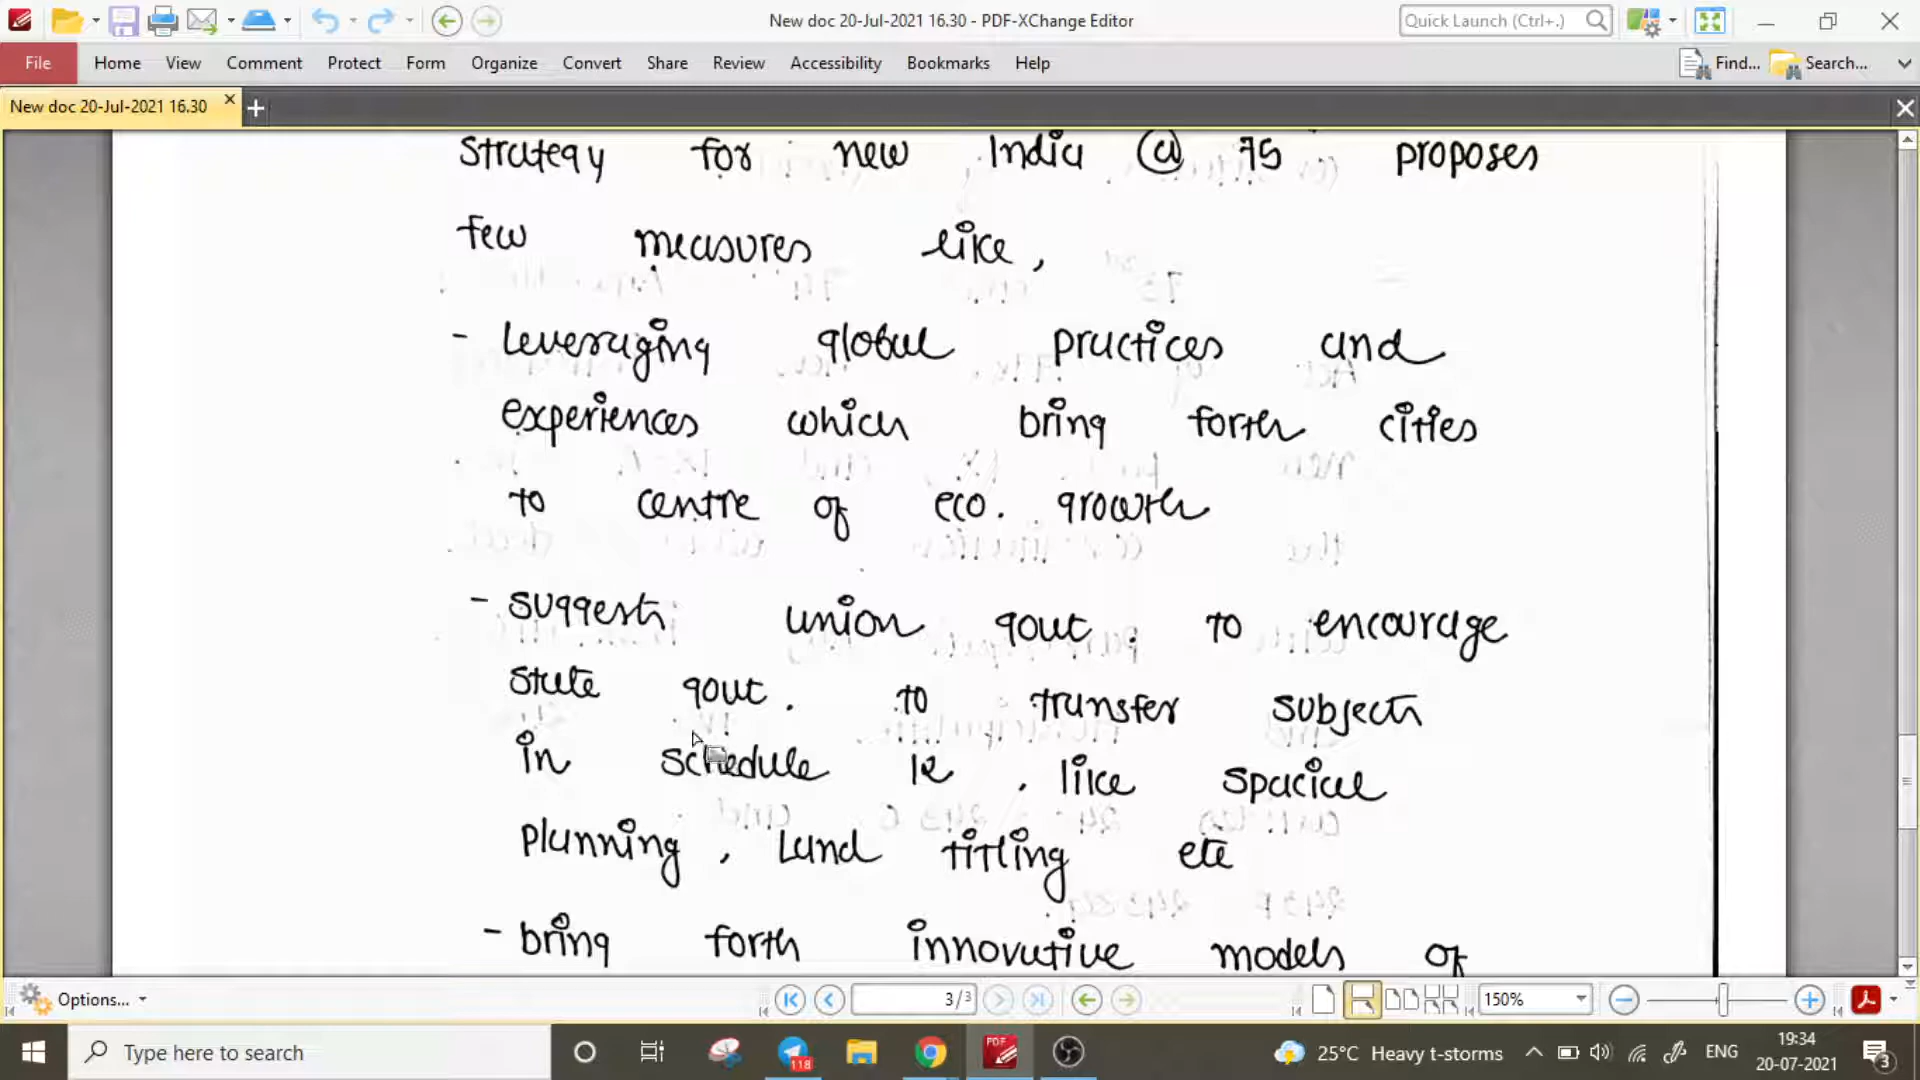 New doc 20-Jul-2021 16.30 - PDF-XChange Editor
Quick Launch (Ctrl+.)
File Home View Comment Protect Form Organize Convert Share Review Accessibility Bookmarks Help
Find... Search...
New doc 20-Jul-2021 16.30
Strategy for new India @ 75 proposes
few measures like,
- leveraging global practices and
experiences which bring forth cities
to centre of eco. growth
- suggests union govt. to encourage
state govt. to transfer subjects
in schedule 12, like spacial
planning, land titling etc
- bring forth innovative models of
Options...
3/3
150%
Type here to search
118
PDF
25°C Heavy t-storms
ENG
19:34
20-07-2021
3